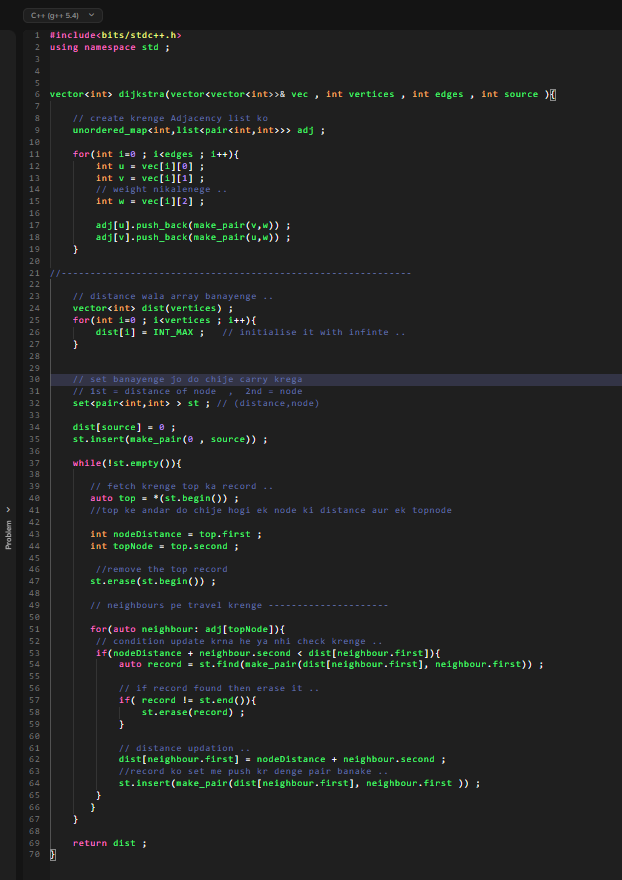 C++ (g++ 5.4)
Problem
1 #include<bits/stdc++.h>
2 using namespace std ;
3
4
5
6 vector<int> dijkstra(vector<vector<int>>& vec , int vertices , int edges , int source ){
7
8 // create krenge Adjacency list ko
9 unordered_map<int,list<pair<int,int>>> adj ;
10
11 for(int i=0 ; i<edges ; i++){
12 int u = vec[i][0] ;
13 int v = vec[i][1] ;
14 // weight nikalenege ..
15 int w = vec[i][2] ;
16
17 adj[u].push_back(make_pair(v,w)) ;
18 adj[v].push_back(make_pair(u,w)) ;
19 }
20
21 //-------------------------------------------------------------
22
23 // distance wala array banayenge ..
24 vector<int> dist(vertices) ;
25 for(int i=0 ; i<vertices ; i++){
26 dist[i] = INT_MAX ; // initialise it with infinte ..
27 }
28
29
30 // set banayenge jo do chije carry krega
31 // 1st = distance of node , 2nd = node
32 set<pair<int,int> > st ; // (distance,node)
33
34 dist[source] = 0 ;
35 st.insert(make_pair(0 , source)) ;
36
37 while(!st.empty()){
38
39 // fetch krenge top ka record ..
40 auto top = *(st.begin()) ;
41 //top ke andar do chije hogi ek node ki distance aur ek topnode
42
43 int nodeDistance = top.first ;
44 int topNode = top.second ;
45
46 //remove the top record
47 st.erase(st.begin()) ;
48
49 // neighbours pe travel krenge ---------------------
50
51 for(auto neighbour: adj[topNode]){
52 // condition update krna he ya nhi check krenge ..
53 if(nodeDistance + neighbour.second < dist[neighbour.first]){
54 auto record = st.find(make_pair(dist[neighbour.first], neighbour.first)) ;
55
56 // if record found then erase it ..
57 if( record != st.end()){
58 st.erase(record) ;
59 }
60
61 // distance updation ..
62 dist[neighbour.first] = nodeDistance + neighbour.second ;
63 //record ko set me push kr denge pair banake ..
64 st.insert(make_pair(dist[neighbour.first], neighbour.first )) ;
65 }
66 }
67 }
68
69 return dist ;
70 }